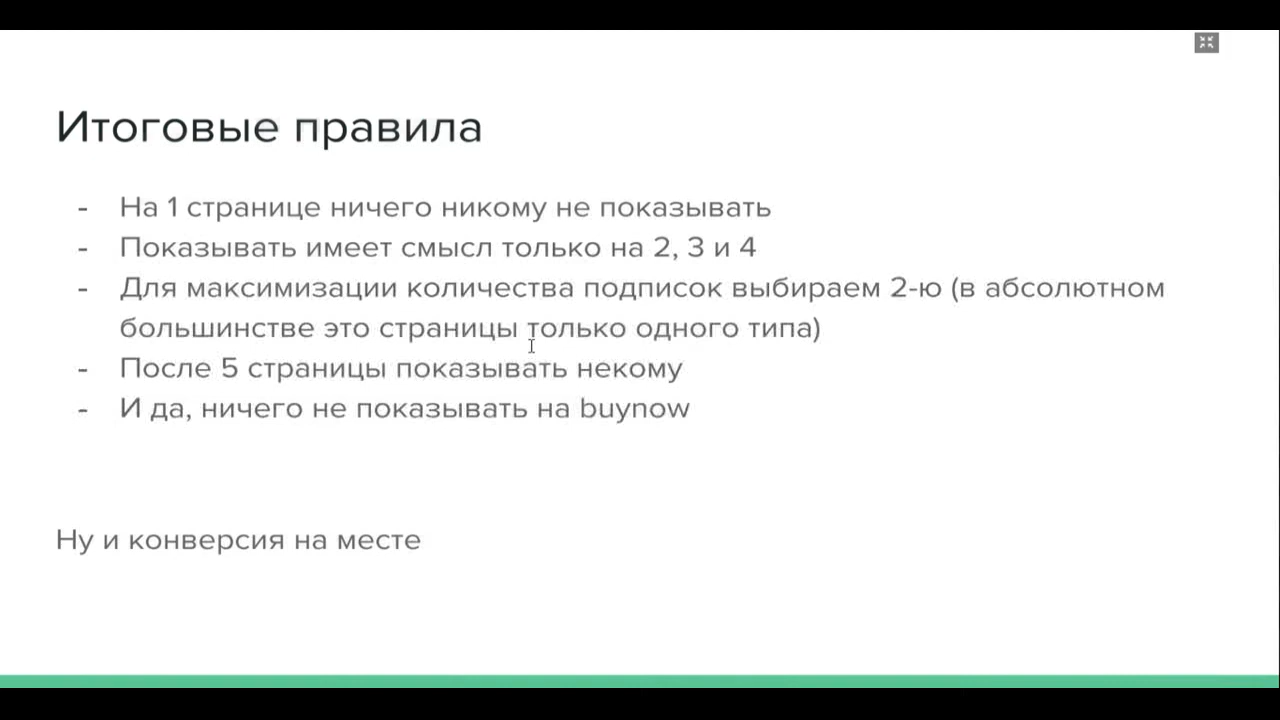 Итоговые правила
- На 1 странице ничего никому не показывать
- Показывать имеет смысл только на 2, 3 и 4
- Для максимизации количества подписок выбираем 2-ю (в абсолютном
большинстве это страницы только одного типа)
- После 5 страницы показывать некому
- И да, ничего не показывать на buynow
Ну и конверсия на месте